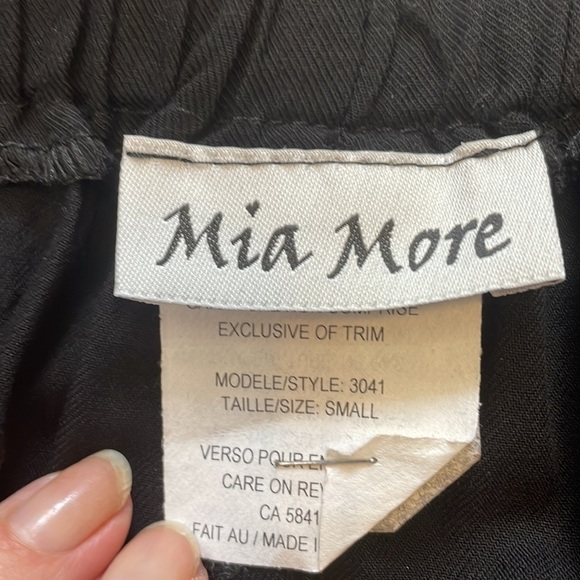 Mia More
EXCLUSIVE OF TRIM
MODELE/STYLE: 3041
TAILLE/SIZE: SMALL
VERSO POUR
CARE ON
CA 5841
FAIT AU / MADE